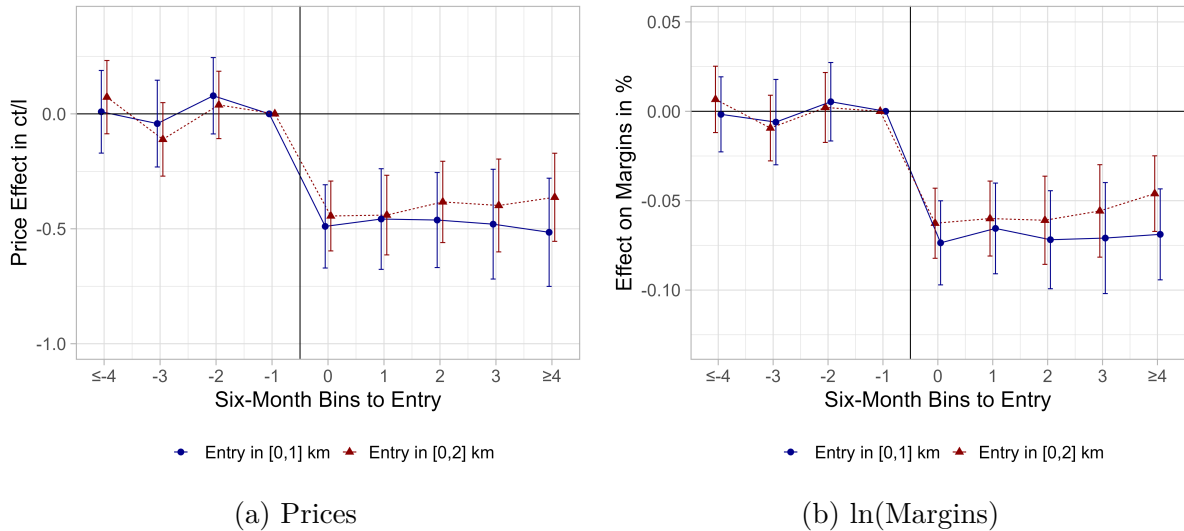 Price Effect in ct/l
0.0
-0.5
-1.0
≤-4 -3 -2 -1 0 1 2 3 ≥4
Six-Month Bins to Entry
Entry in [0,1] km Entry in [0,2] km
(a) Prices
Effect on Margins in %
0.05
0.00
-0.05
-0.10
≤-4 -3 -2 -1 0 1 2 3 ≥4
Six-Month Bins to Entry
Entry in [0,1] km Entry in [0,2] km
(b) ln(Margins)